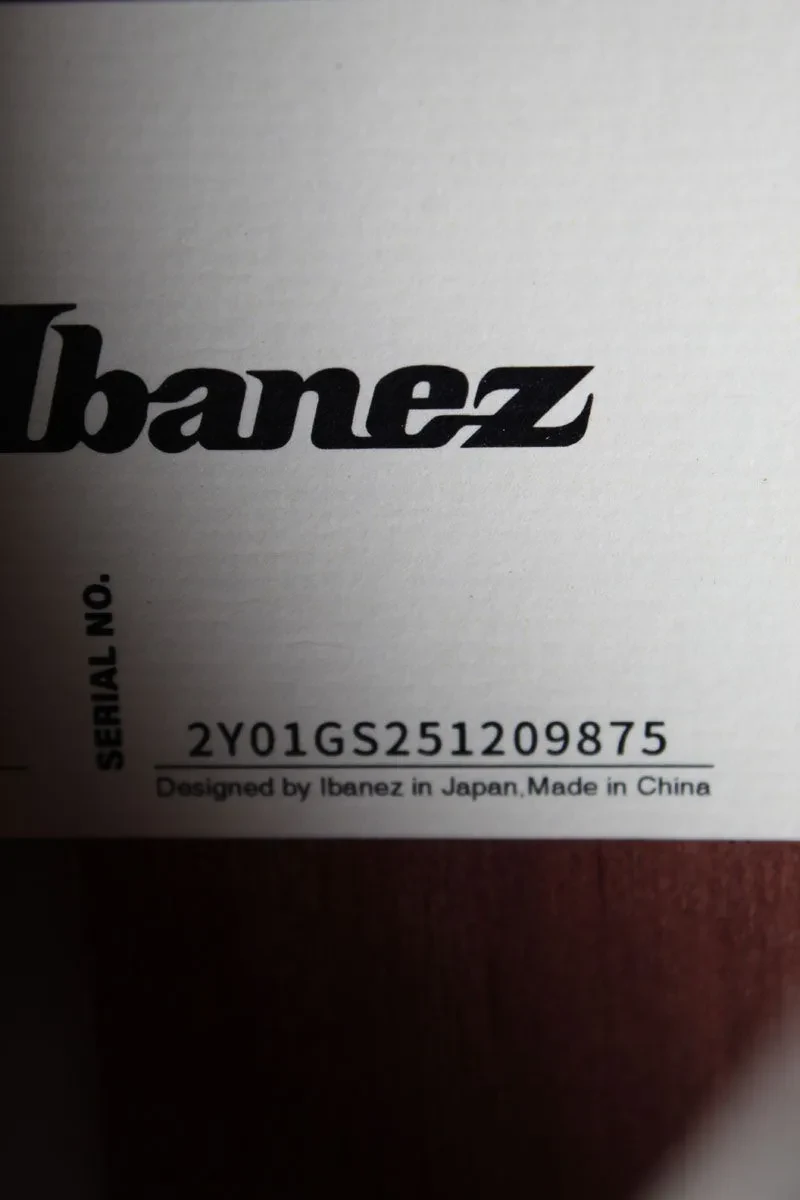 Ibanez
SERIAL NO.
2Y01GS251209875
Designed by Ibanez in Japan,Made in China